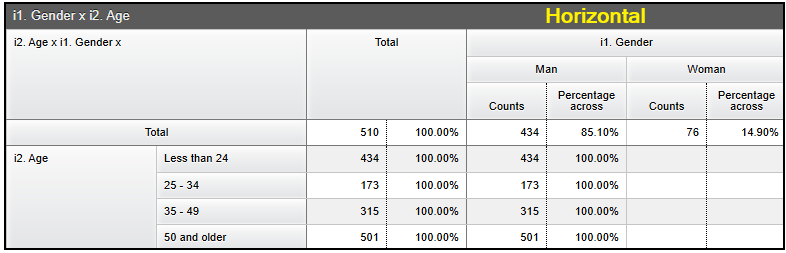 i1. Gender x i2. Age Horizontal
i2. Age x i1. Gender x Total i1. Gender
Man Woman
Counts Percentage across Counts Percentage across
Total 510 100.00% 434 85.10% 76 14.90%
i2. Age Less than 24 434 100.00% 434 100.00%
25 - 34 173 100.00% 173 100.00%
35 - 49 315 100.00% 315 100.00%
50 and older 501 100.00% 501 100.00%